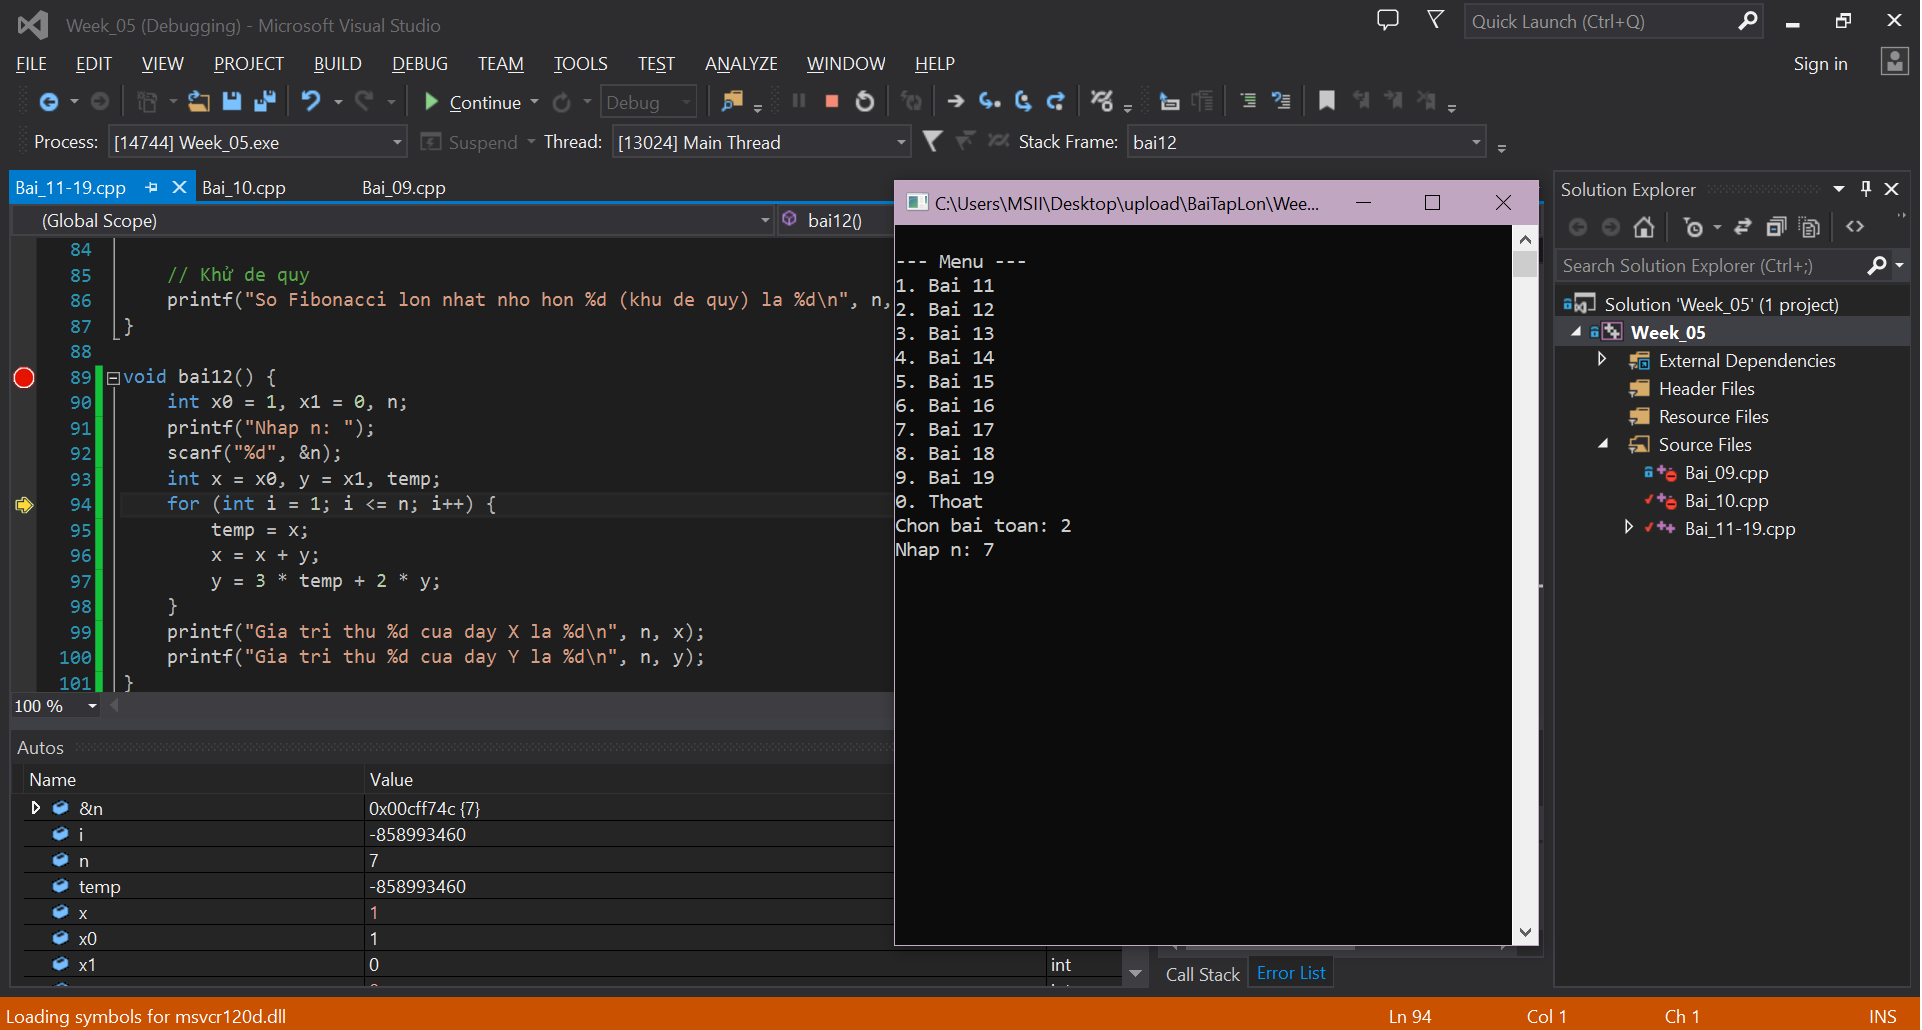 Week_05 (Debugging) - Microsoft Visual Studio
Quick Launch (Ctrl+Q)
FILE EDIT VIEW PROJECT BUILD DEBUG TEAM TOOLS TEST ANALYZE WINDOW HELP
Sign in
Continue Debug
Process: [14744] Week_05.exe Suspend Thread: [13024] Main Thread Stack Frame: bai12
Bai_11-19.cpp Bai_10.cpp Bai_09.cpp
(Global Scope) bai12()
84
85 // Khử de quy
86 printf("So Fibonacci lon nhat nho hon %d (khu de quy) la %d\n", n,
87 }
88
89 void bai12() {
90 int x0 = 1, x1 = 0, n;
91 printf("Nhap n: ");
92 scanf("%d", &n);
93 int x = x0, y = x1, temp;
94 for (int i = 1; i <= n; i++) {
95 temp = x;
96 x = x + y;
97 y = 3 * temp + 2 * y;
98 }
99 printf("Gia tri thu %d cua day X la %d\n", n, x);
100 printf("Gia tri thu %d cua day Y la %d\n", n, y);
101 }
100 %
Autos
Name Value
&n 0x00cff74c {7}
i -858993460
n 7
temp -858993460
x 1
x0 1
x1 0 int
C:\Users\MSII\Desktop\upload\BaiTapLon\Wee...
--- Menu ---
1. Bai 11
2. Bai 12
3. Bai 13
4. Bai 14
5. Bai 15
6. Bai 16
7. Bai 17
8. Bai 18
9. Bai 19
0. Thoat
Chon bai toan: 2
Nhap n: 7
Call Stack Error List
Solution Explorer
Search Solution Explorer (Ctrl+;)
Solution 'Week_05' (1 project)
Week_05
External Dependencies
Header Files
Resource Files
Source Files
Bai_09.cpp
Bai_10.cpp
Bai_11-19.cpp
Loading symbols for msvcr120d.dll Ln 94 Col 1 Ch 1 INS